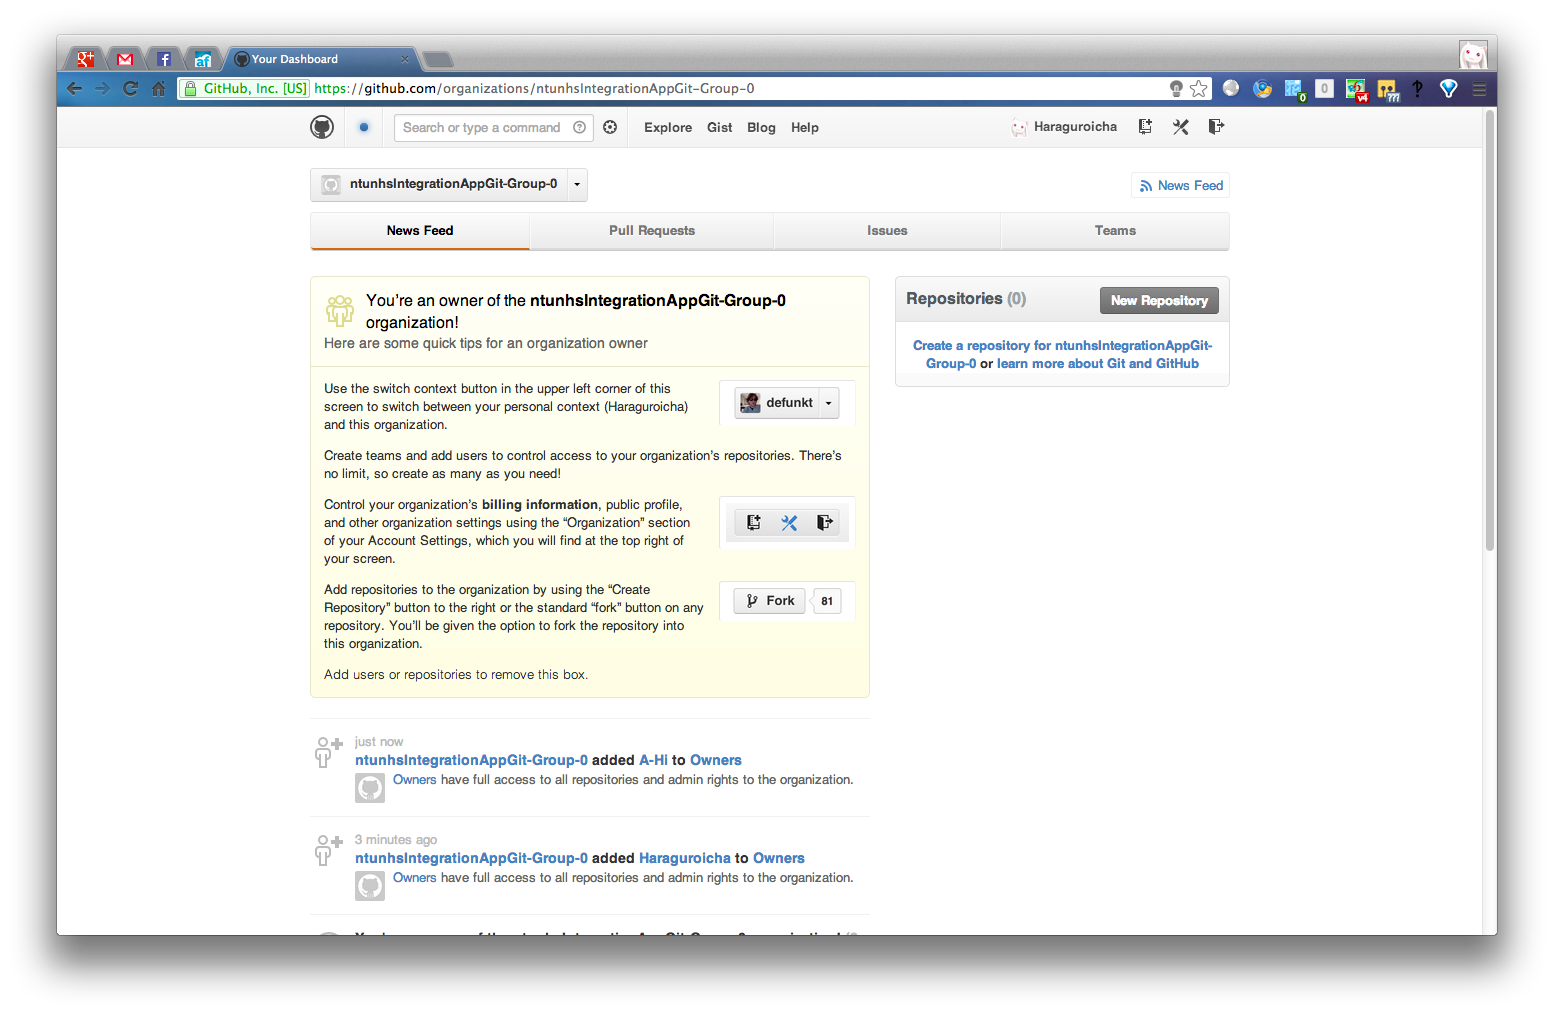 Your Dashboard
GitHub, Inc. [US] https://github.com/organizations/ntunhsIntegrationAppGit-Group-0
Search or type a command
Explore Gist Blog Help
Haraguroicha
ntunhsIntegrationAppGit-Group-0
News Feed
News Feed Pull Requests Issues Teams
You’re an owner of the ntunhsIntegrationAppGit-Group-0
organization!
Here are some quick tips for an organization owner
Use the switch context button in the upper left corner of this
screen to switch between your personal context (Haraguroicha)
and this organization.
defunkt
Create teams and add users to control access to your organization’s repositories. There’s
no limit, so create as many as you need!
Control your organization’s billing information, public profile,
and other organization settings using the “Organization” section
of your Account Settings, which you will find at the top right of
your screen.
Add repositories to the organization by using the “Create
Repository” button to the right or the standard “fork” button on any
repository. You’ll be given the option to fork the repository into
this organization.
Fork 81
Add users or repositories to remove this box.
Repositories (0)
New Repository
Create a repository for ntunhsIntegrationAppGit-
Group-0 or learn more about Git and GitHub
just now
ntunhsIntegrationAppGit-Group-0 added A-Hi to Owners
Owners have full access to all repositories and admin rights to the organization.
3 minutes ago
ntunhsIntegrationAppGit-Group-0 added Haraguroicha to Owners
Owners have full access to all repositories and admin rights to the organization.